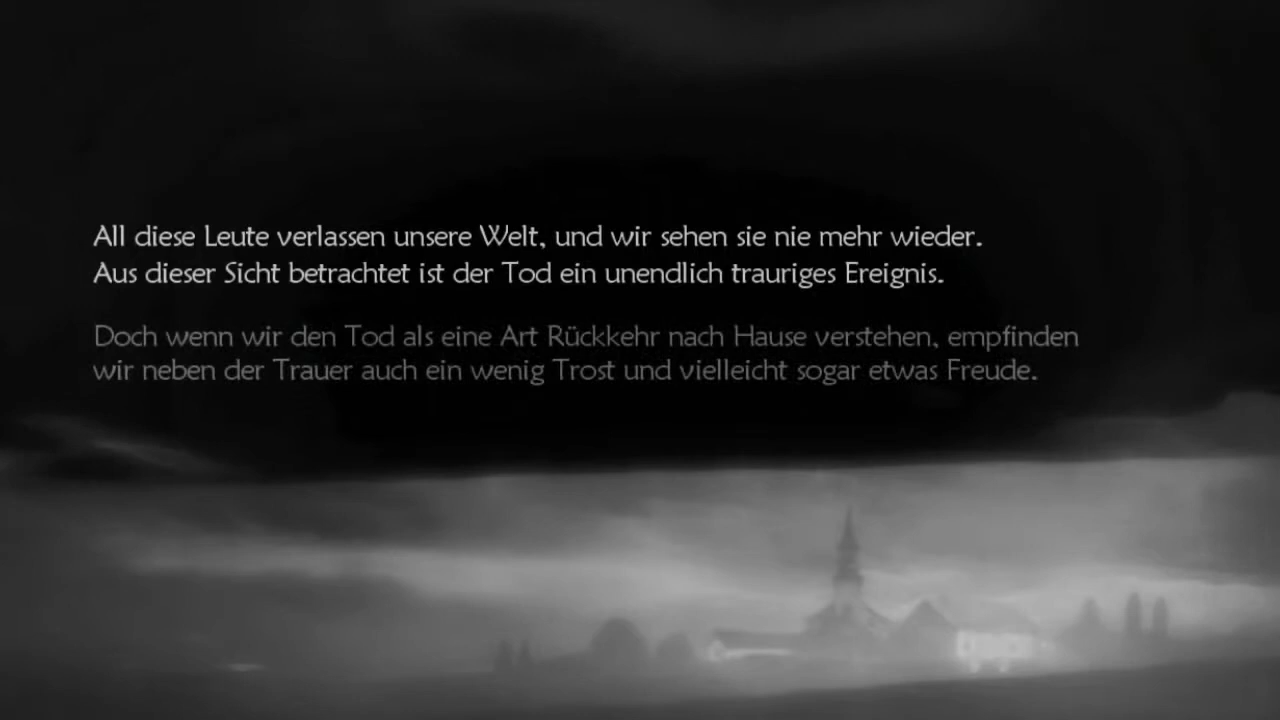 All diese Leute verlassen unsere Welt, und wir sehen sie nie mehr wieder.
Aus dieser Sicht betrachtet ist der Tod ein unendlich trauriges Ereignis.
Doch wenn wir den Tod als eine Art Rückkehr nach Hause verstehen, empfinden
wir neben der Trauer auch ein wenig Trost und vielleicht sogar etwas Freude.